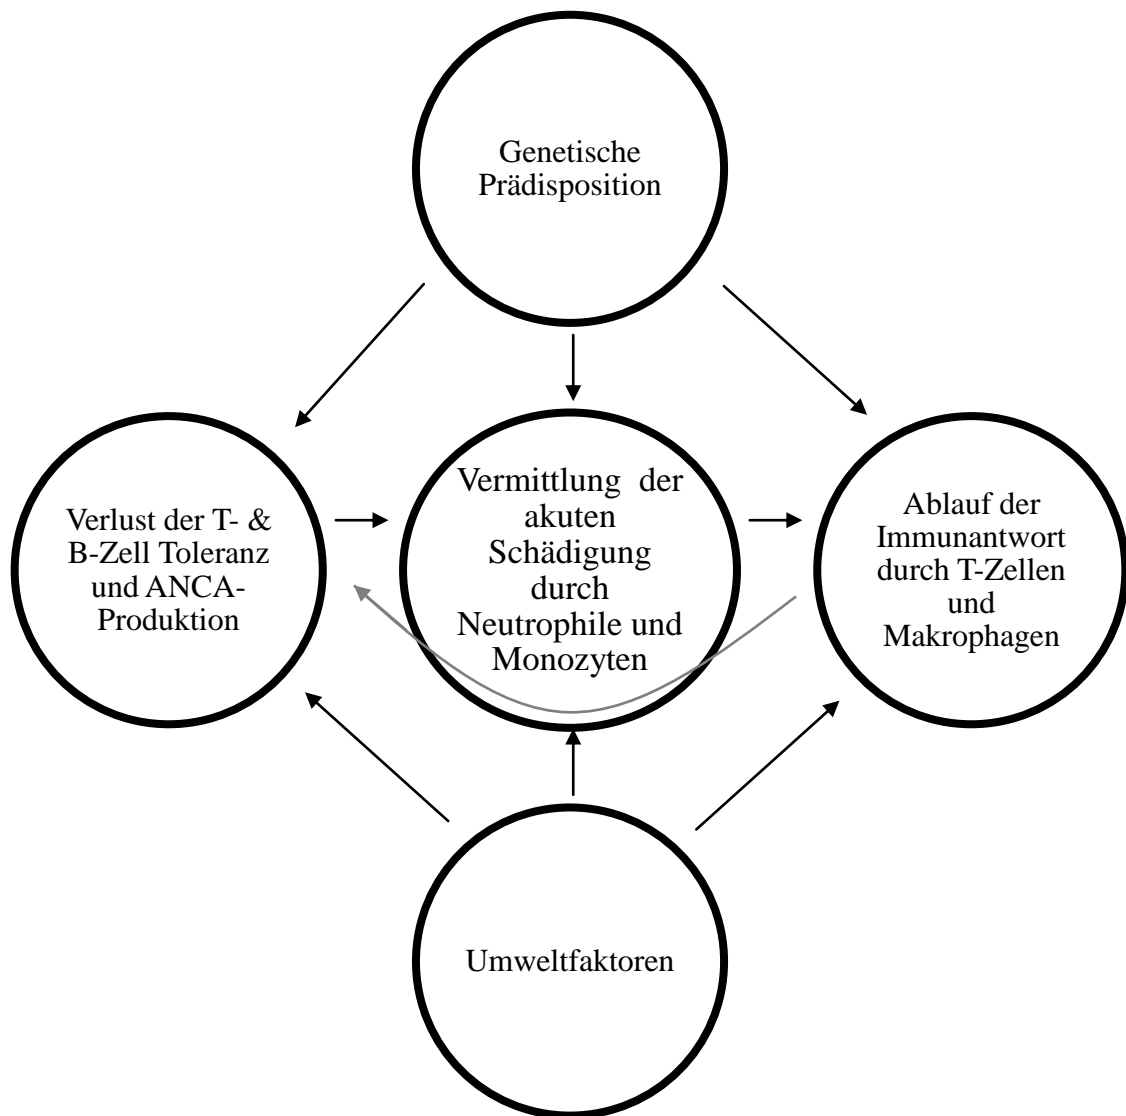 Genetische
Prädisposition
Verlust der T- &
B-Zell Toleranz
und ANCA-
Produktion
Vermittlung der
akuten
Schädigung
durch
Neutrophile und
Monozyten
Ablauf der
Immunantwort
durch T-Zellen
und
Makrophagen
Umweltfaktoren